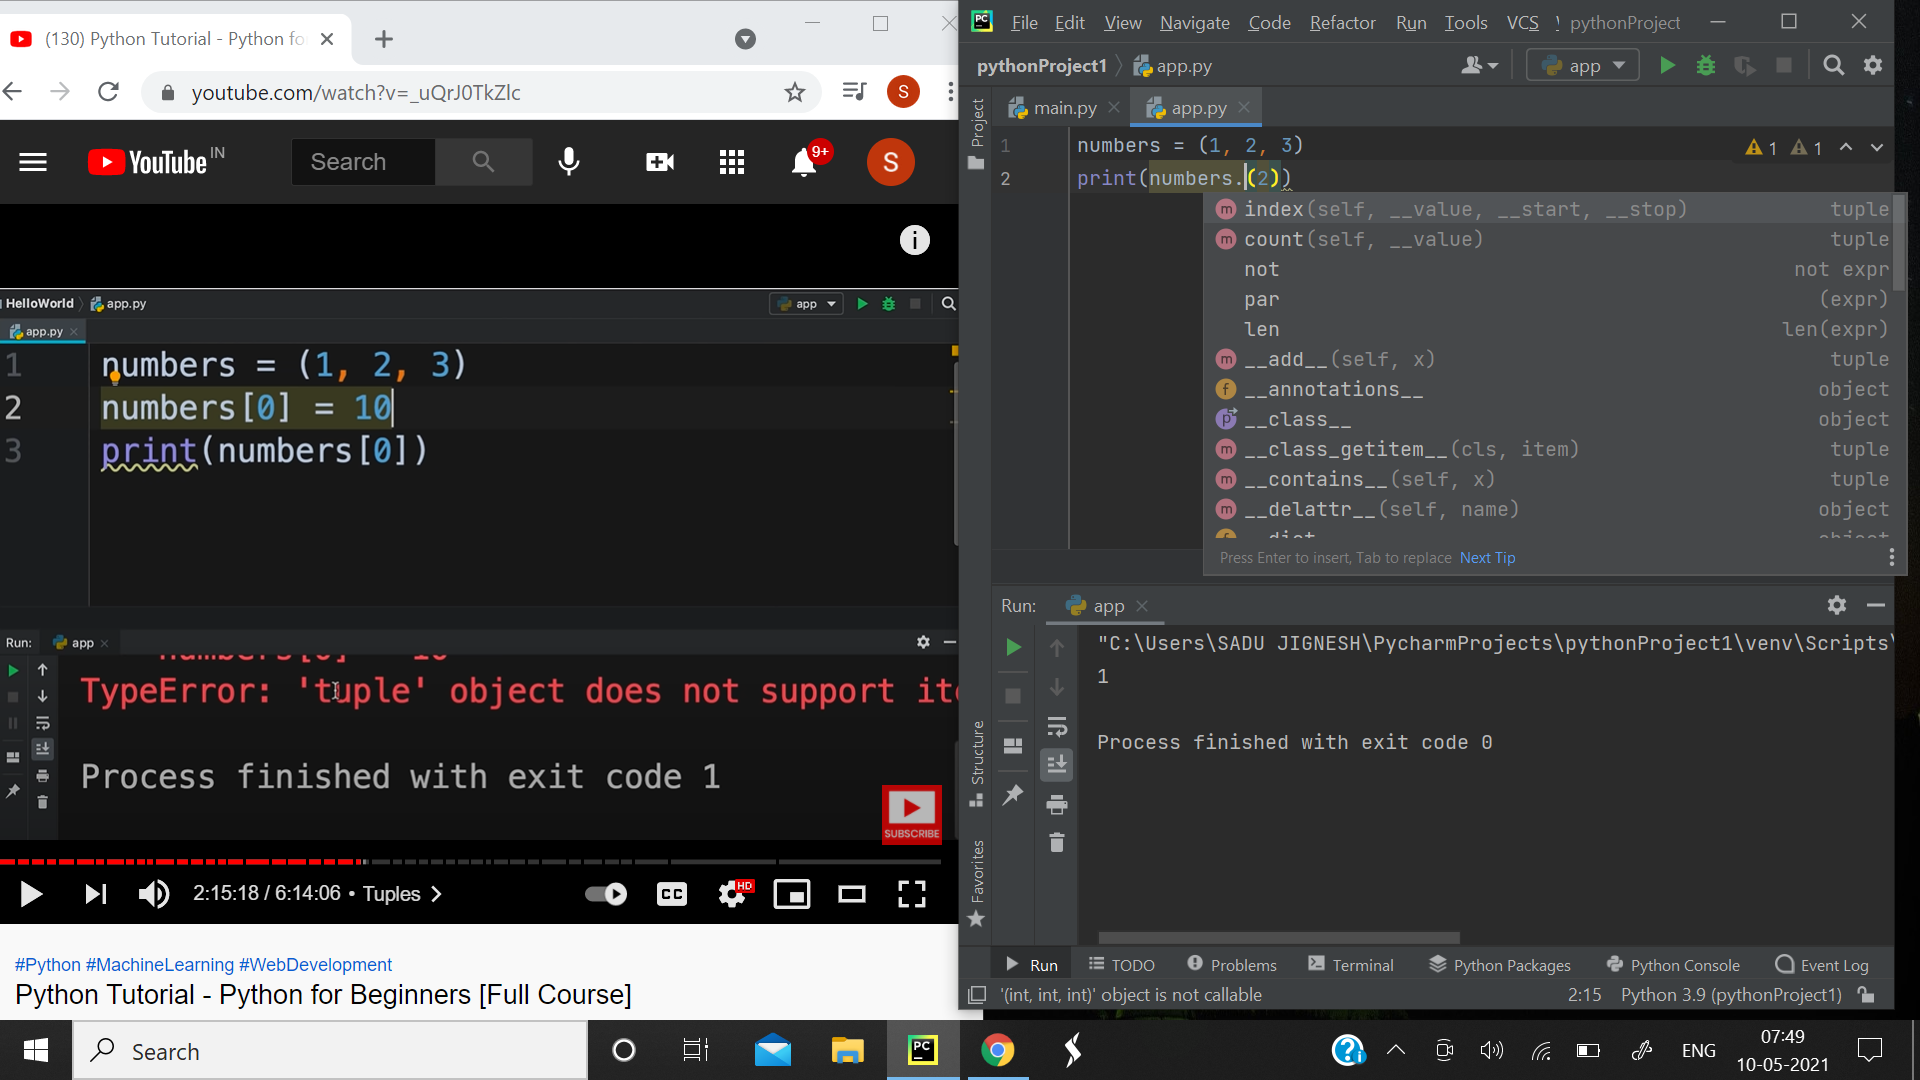 (130) Python Tutorial - Python fo
youtube.com/watch?v=_uQrJ0TkZlc
S
YouTube IN
Search
9+
S
HelloWorld
app.py
app
app.py
1 numbers = (1, 2, 3)
2 numbers[0] = 10
3 print(numbers[0])
Run: app
TypeError: 'tuple' object does not support ite
Process finished with exit code 1
SUBSCRIBE
2:15:18 / 6:14:06 • Tuples
CC
HD
#Python #MachineLearning #WebDevelopment
Python Tutorial - Python for Beginners [Full Course]
PC
File Edit View Navigate Code Refactor Run Tools VCS pythonProject
pythonProject1 app.py
app
Project
main.py
app.py
1 numbers = (1, 2, 3)
1 1
2 print(numbers.(2))
m index(self, __value, __start, __stop) tuple
m count(self, __value) tuple
not not expr
par (expr)
len len(expr)
m __add__(self, x) tuple
f __annotations__ object
p __class__ object
m __class_getitem__(cls, item) tuple
m __contains__(self, x) tuple
m __delattr__(self, name) object
Press Enter to insert, Tab to replace Next Tip
Run: app
"C:\Users\SADU JIGNESH\PycharmProjects\pythonProject1\venv\Scripts\
1
Process finished with exit code 0
Structure
Favorites
Run TODO Problems Terminal Python Packages Python Console Event Log
'(int, int, int)' object is not callable
2:15 Python 3.9 (pythonProject1)
Search
PC
ENG
07:49
10-05-2021